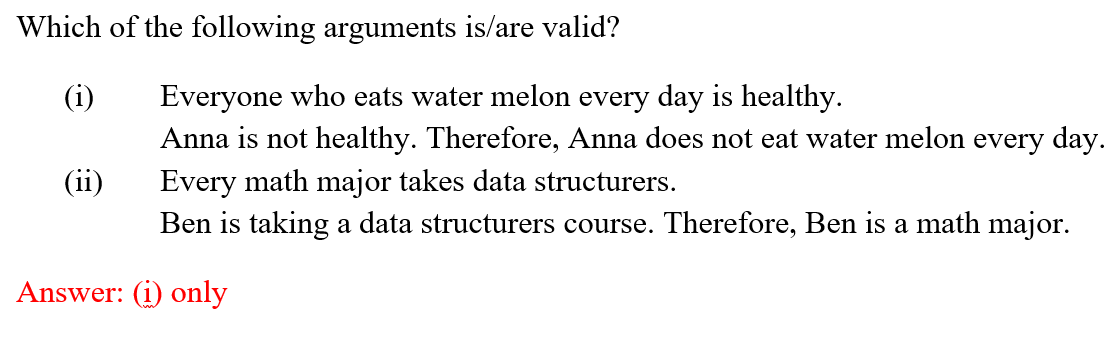 Which of the following arguments is/are valid?
(i) Everyone who eats water melon every day is healthy.
Anna is not healthy. Therefore, Anna does not eat water melon every day.
(ii) Every math major takes data structurers.
Ben is taking a data structurers course. Therefore, Ben is a math major.
Answer: (i) only